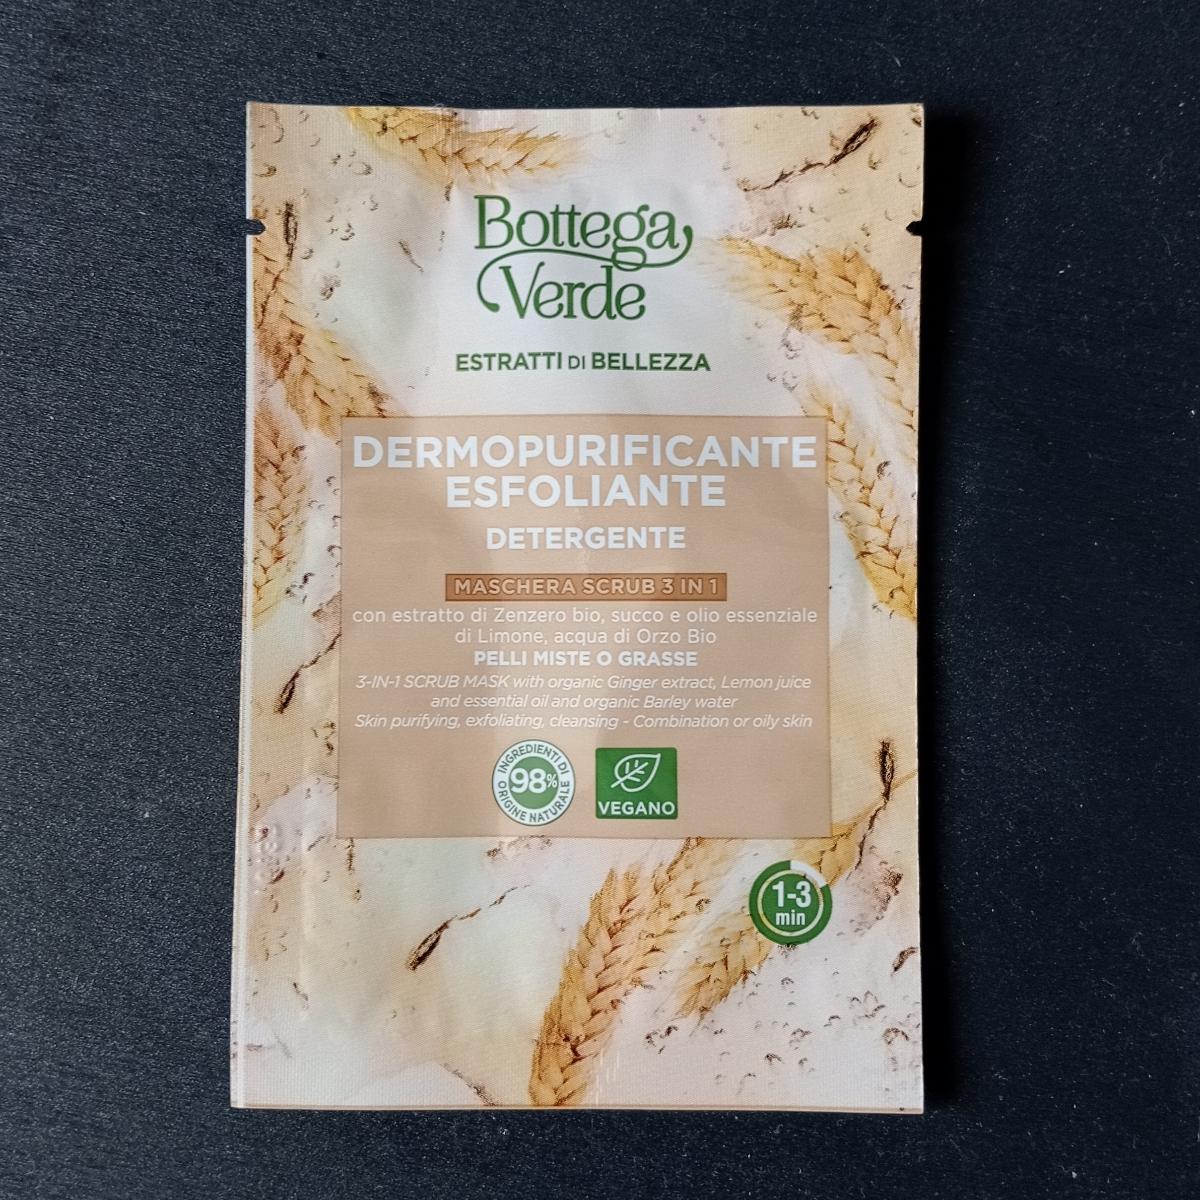 Bottega
Verde
ESTRATTI DI BELLEZZA
DERMOPURIFICANTE
ESFOLIANTE
DETERGENTE
MASCHERA SCRUB 3 IN 1
con estratto di Zenzero bio, succo e olio essenziale
di Limone, acqua di Orzo Bio
PELLI MISTE O GRASSE
3-IN-1 SCRUB MASK with organic Ginger extract, Lemon juice
and essential oil and organic Barley water
Skin purifying, exfoliating, cleansing - Combination or oily skin
INGREDIENTI DI
98%
ORIGINE NATURALE
VEGANO
1-3
min